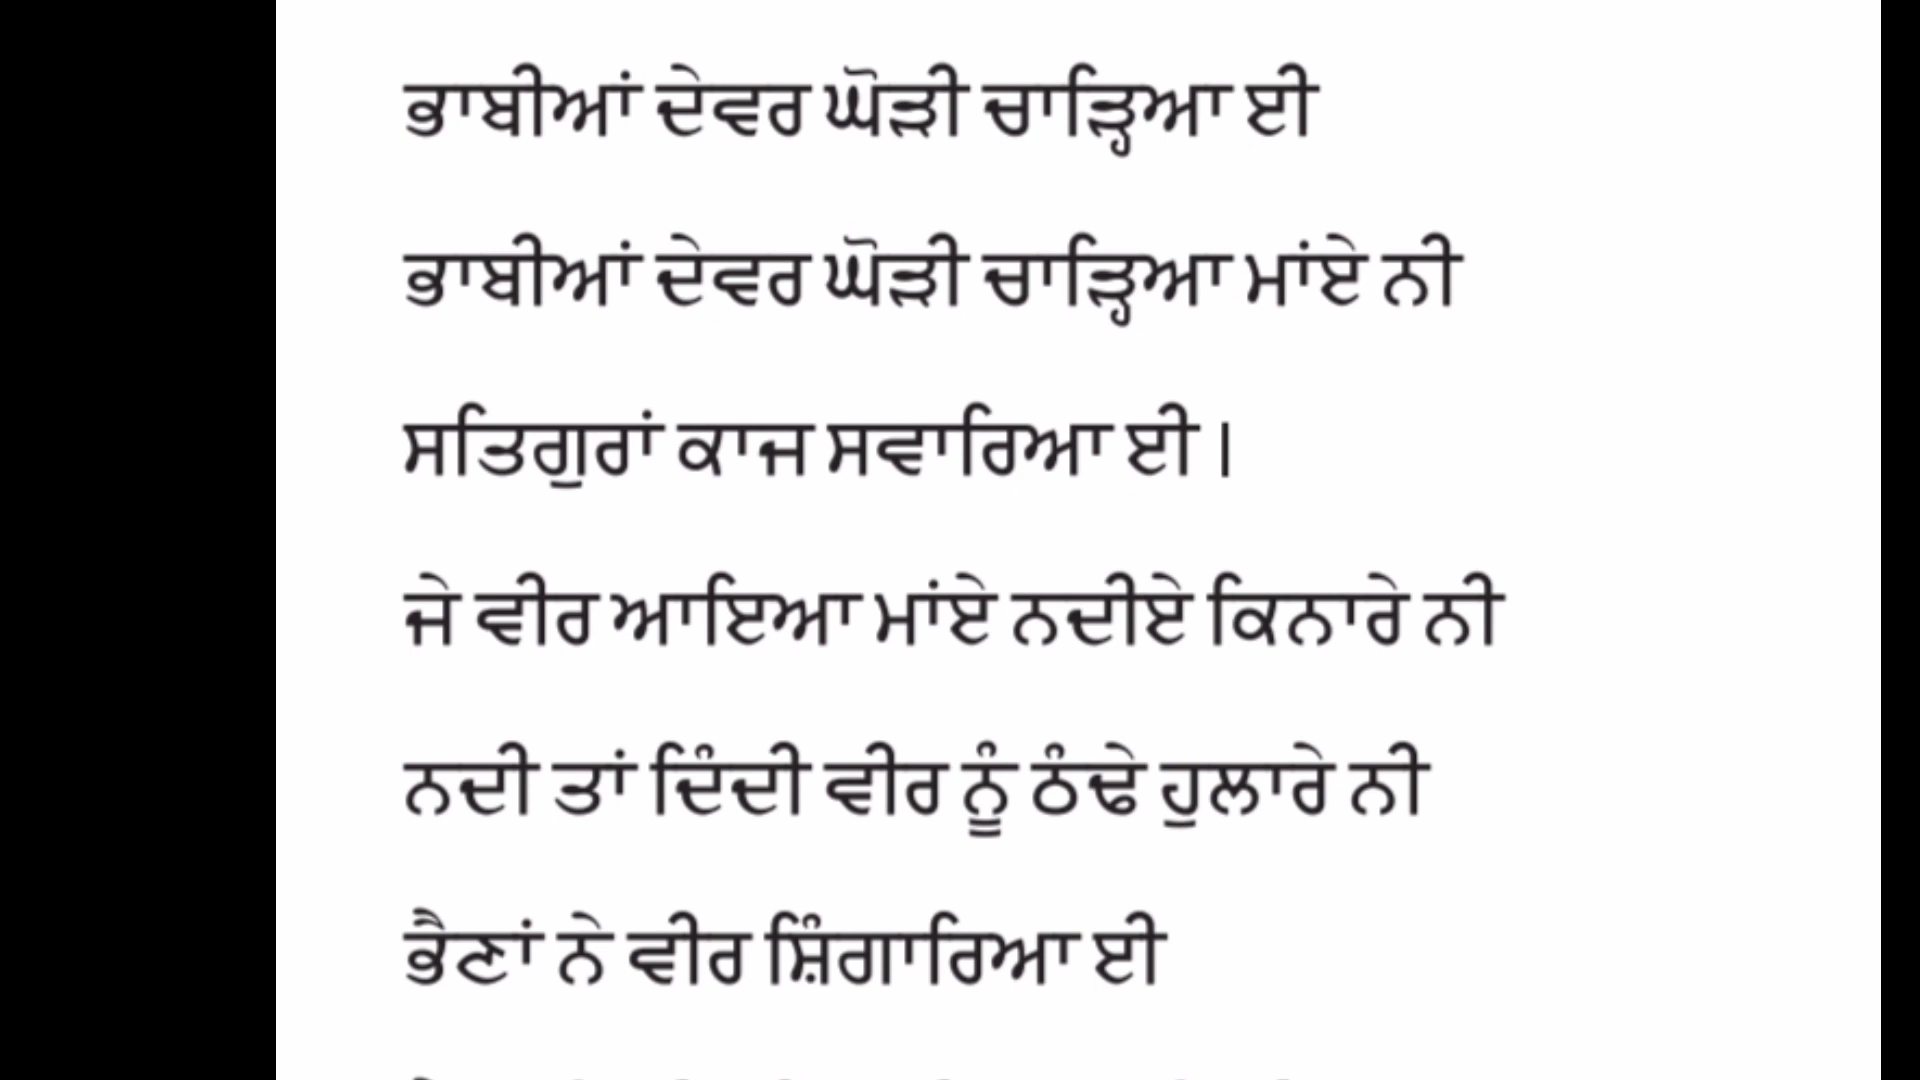 ਭਾਬੀਆਂ ਦੇਵਰ ਘੋੜੀ ਚਾੜ੍ਹਿਆ ਈ
ਭਾਬੀਆਂ ਦੇਵਰ ਘੋੜੀ ਚਾੜ੍ਹਿਆ ਮਾਂਏ ਨੀ
ਸਤਿਗੁਰਾਂ ਕਾਜ ਸਵਾਰਿਆ ਈ।
ਜੇ ਵੀਰ ਆਇਆ ਮਾਂਏ ਨਦੀਏ ਕਿਨਾਰੇ ਨੀ
ਨਦੀ ਤਾਂ ਦਿੰਦੀ ਵੀਰ ਨੂੰ ਠੰਢੇ ਹੁਲਾਰੇ ਨੀ
ਭੈਣਾਂ ਨੇ ਵੀਰ ਸ਼ਿੰਗਾਰਿਆ ਈ